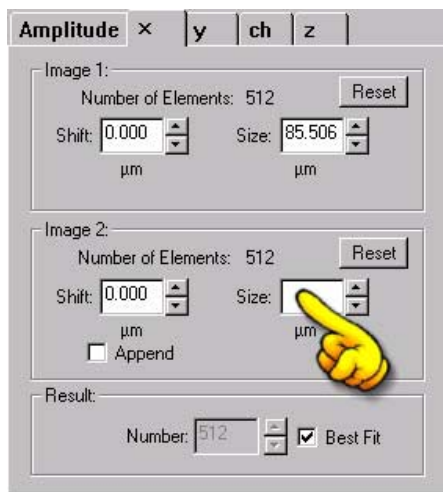 Amplitude × y ch z
Image 1:
Number of Elements: 512 Reset
Shift: 0.000 Size: 85.506
µm µm
Image 2:
Number of Elements: 512 Reset
Shift: 0.000 Size:
µm µm
Append
Result:
Number: 512 Best Fit